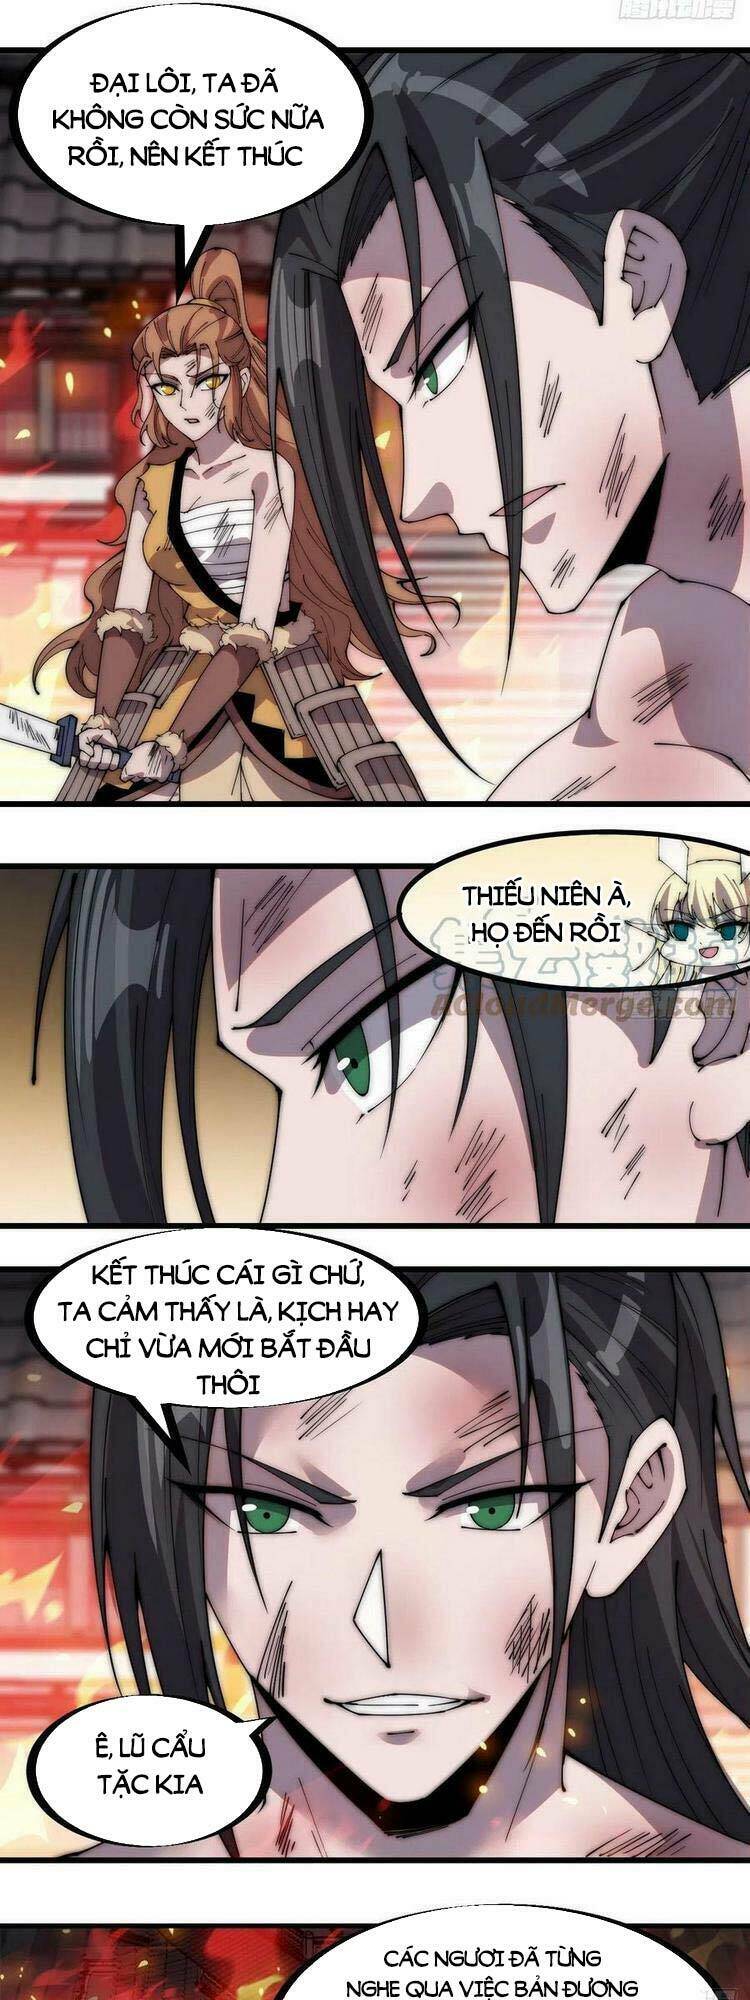 ĐẠI LÔI, TA ĐÃ
KHÔNG CÒN SỨC NỮA
RỒI, NÊN KẾT THÚC
THIẾU NIÊN À,
HỌ ĐẾN RỒI
AcloudMerge.com
KẾT THÚC CÁI GÌ CHỨ,
TA CẢM THẤY LÀ, KỊCH HAY
CHỈ VỪA MỚI BẮT ĐẦU
THÔI
Ê, LŨ CẨU
TẶC KIA
CÁC NGƯƠI ĐÃ TỪNG
NGHE QUA VIỆC BẢN ĐƯƠNG